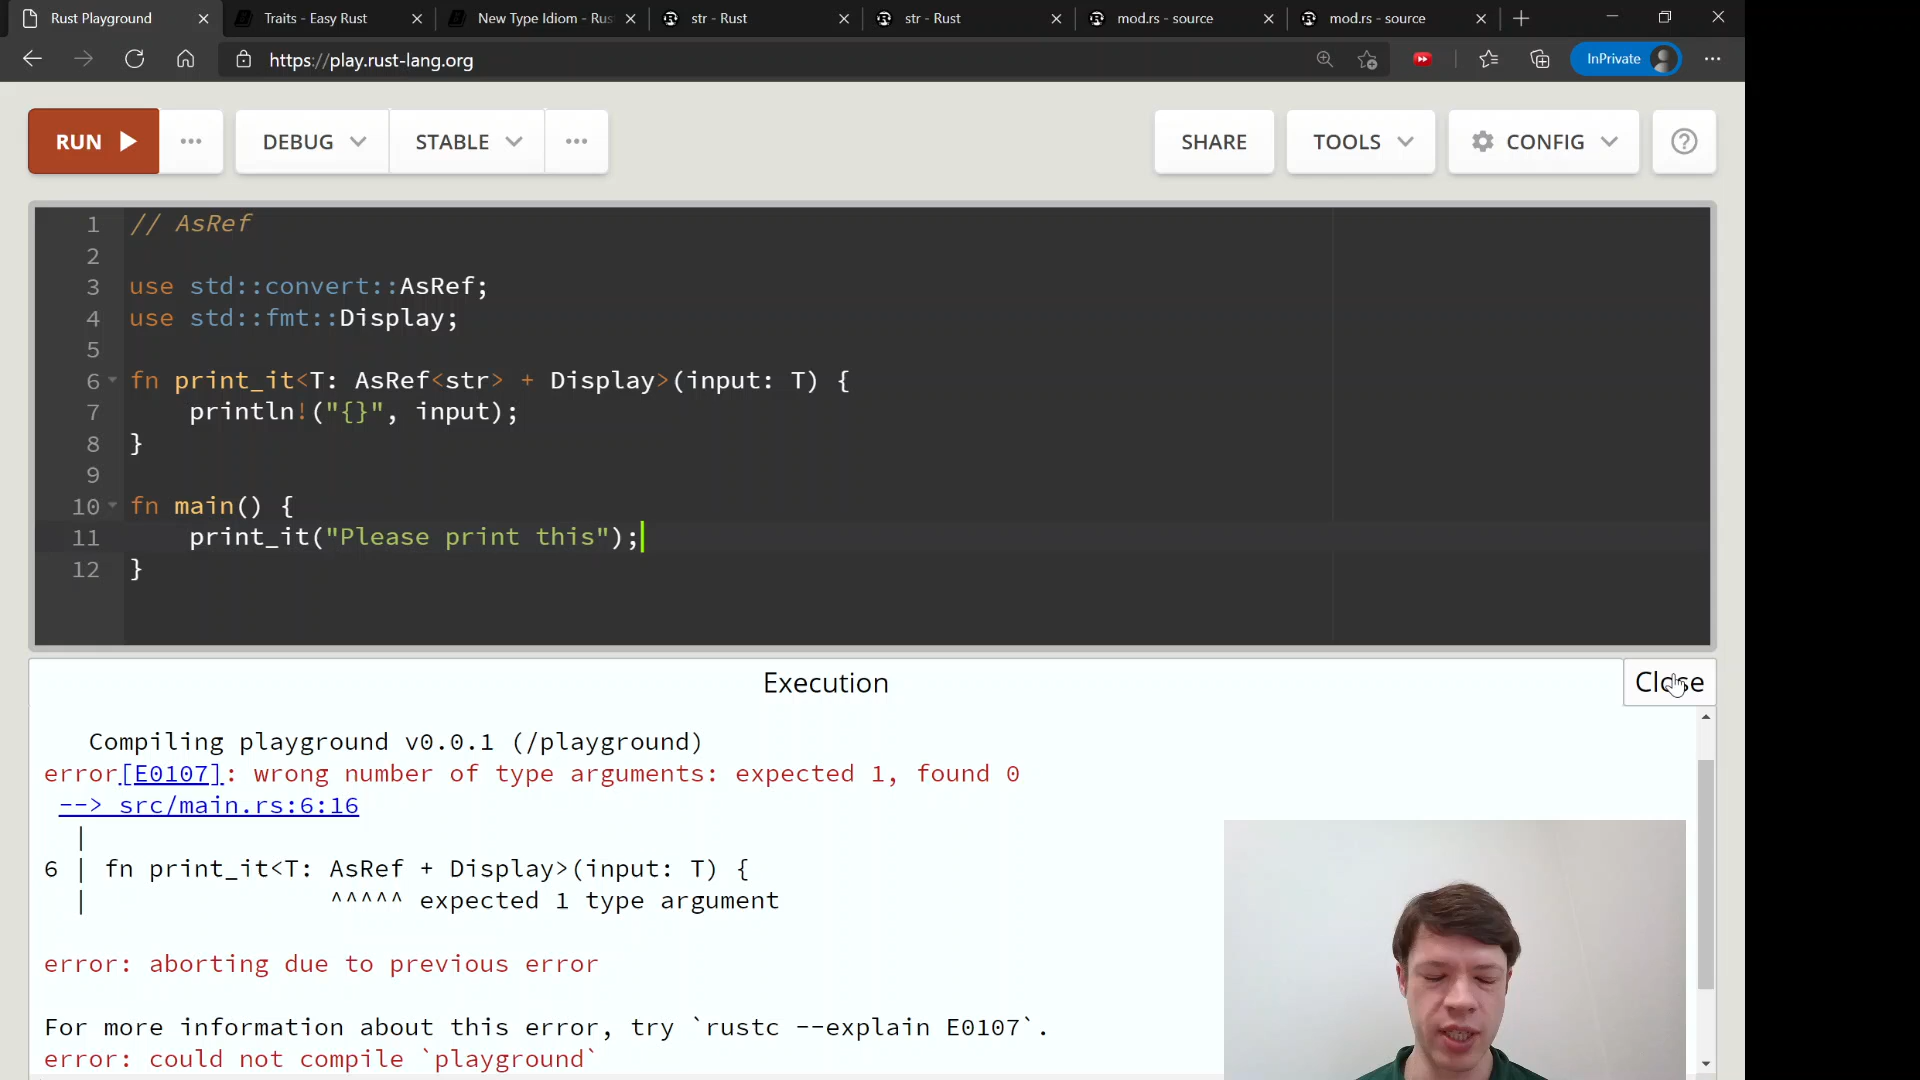 Rust Playground
Traits - Easy Rust
New Type Idiom - Rus
str - Rust
str - Rust
mod.rs - source
mod.rs - source
https://play.rust-lang.org
InPrivate
RUN
DEBUG
STABLE
SHARE
TOOLS
CONFIG
1 // AsRef
2
3 use std::convert::AsRef;
4 use std::fmt::Display;
5
6 fn print_it<T: AsRef<str> + Display>(input: T) {
7     println!("{}", input);
8 }
9
10 fn main() {
11     print_it("Please print this");
12 }
Execution
Close
Compiling playground v0.0.1 (/playground)
error[E0107]: wrong number of type arguments: expected 1, found 0
--> src/main.rs:6:16
|
6 | fn print_it<T: AsRef + Display>(input: T) {
|                ^^^^^ expected 1 type argument
error: aborting due to previous error
For more information about this error, try `rustc --explain E0107`.
error: could not compile `playground`